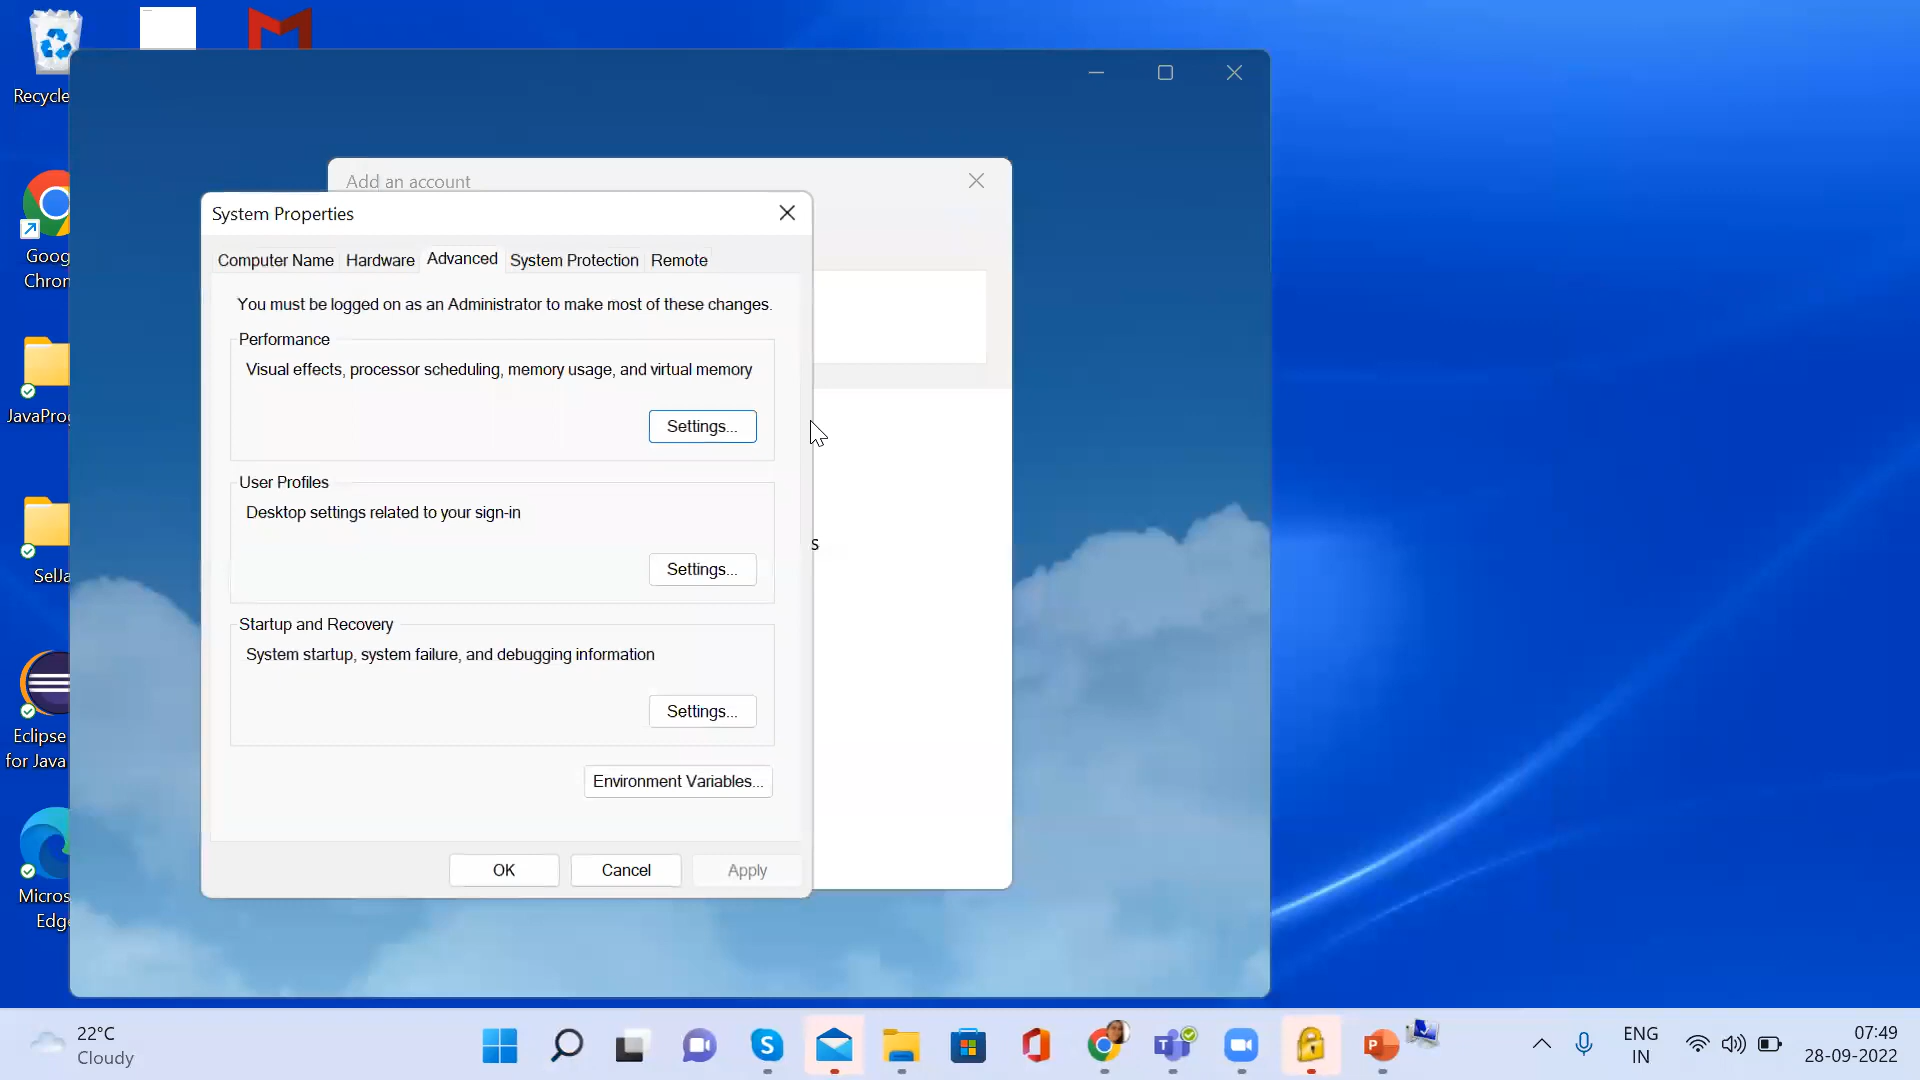 Recycle
Goog
Chron
JavaProg
SelJa
Eclipse
for Java
Micros
Edge
Add an account
System Properties
Computer Name
Hardware
Advanced
System Protection
Remote
You must be logged on as an Administrator to make most of these changes.
Performance
Visual effects, processor scheduling, memory usage, and virtual memory
Settings...
User Profiles
Desktop settings related to your sign-in
s
Settings...
Startup and Recovery
System startup, system failure, and debugging information
Settings...
Environment Variables...
OK
Cancel
Apply
22°C
Cloudy
ENG
IN
07:49
28-09-2022